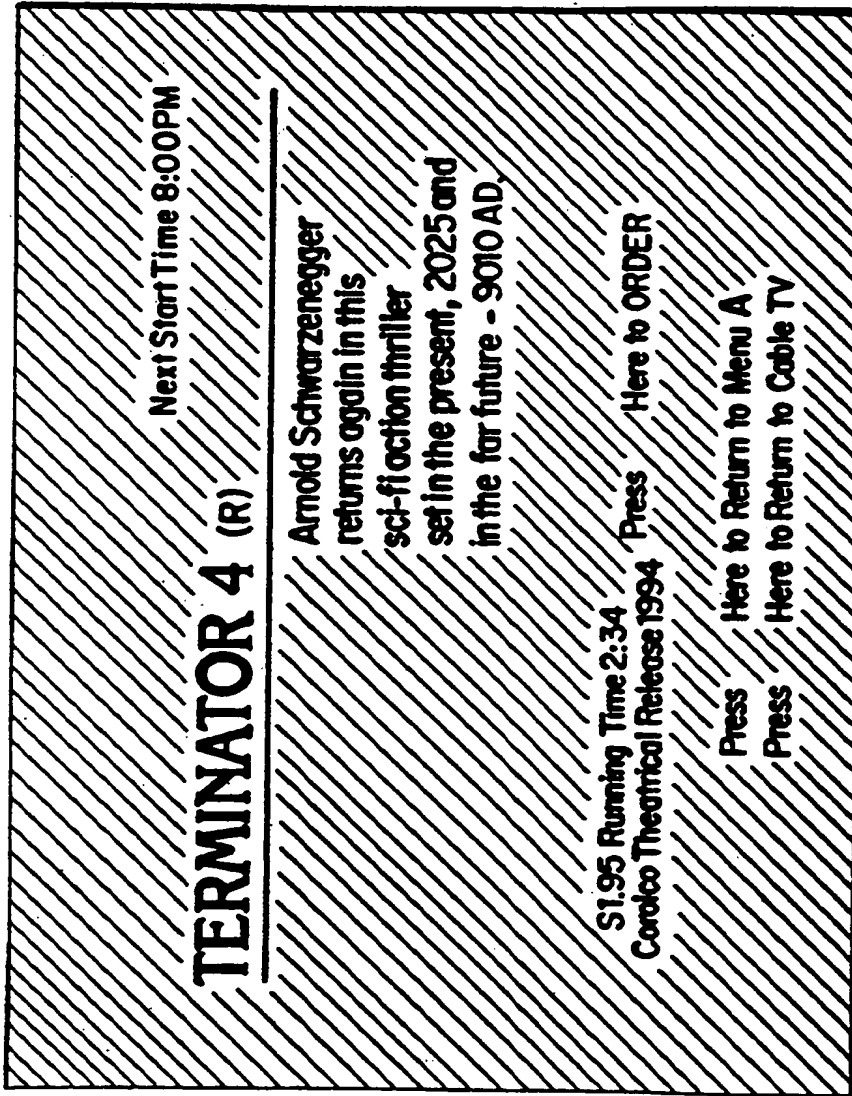 Next Start Time 8:00PM
TERMINATOR 4 (R)
Arnold Schwarzenegger
returns again in this
sci-fi action thriller
set in the present, 2025 and
in the far future - 9010 AD.
$1.95 Running Time 2:34
Carolco Theatrical Release 1994
Press Here to ORDER
Press Here to Return to Menu A
Press Here to Return to Cable TV